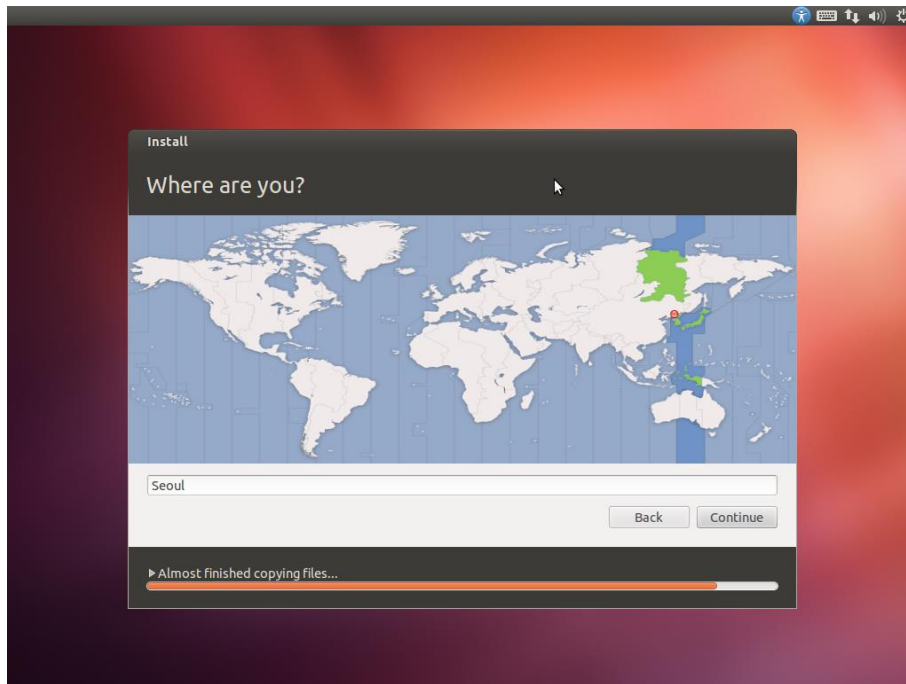 Install
Where are you?
Seoul
Back Continue
Almost finished copying files...